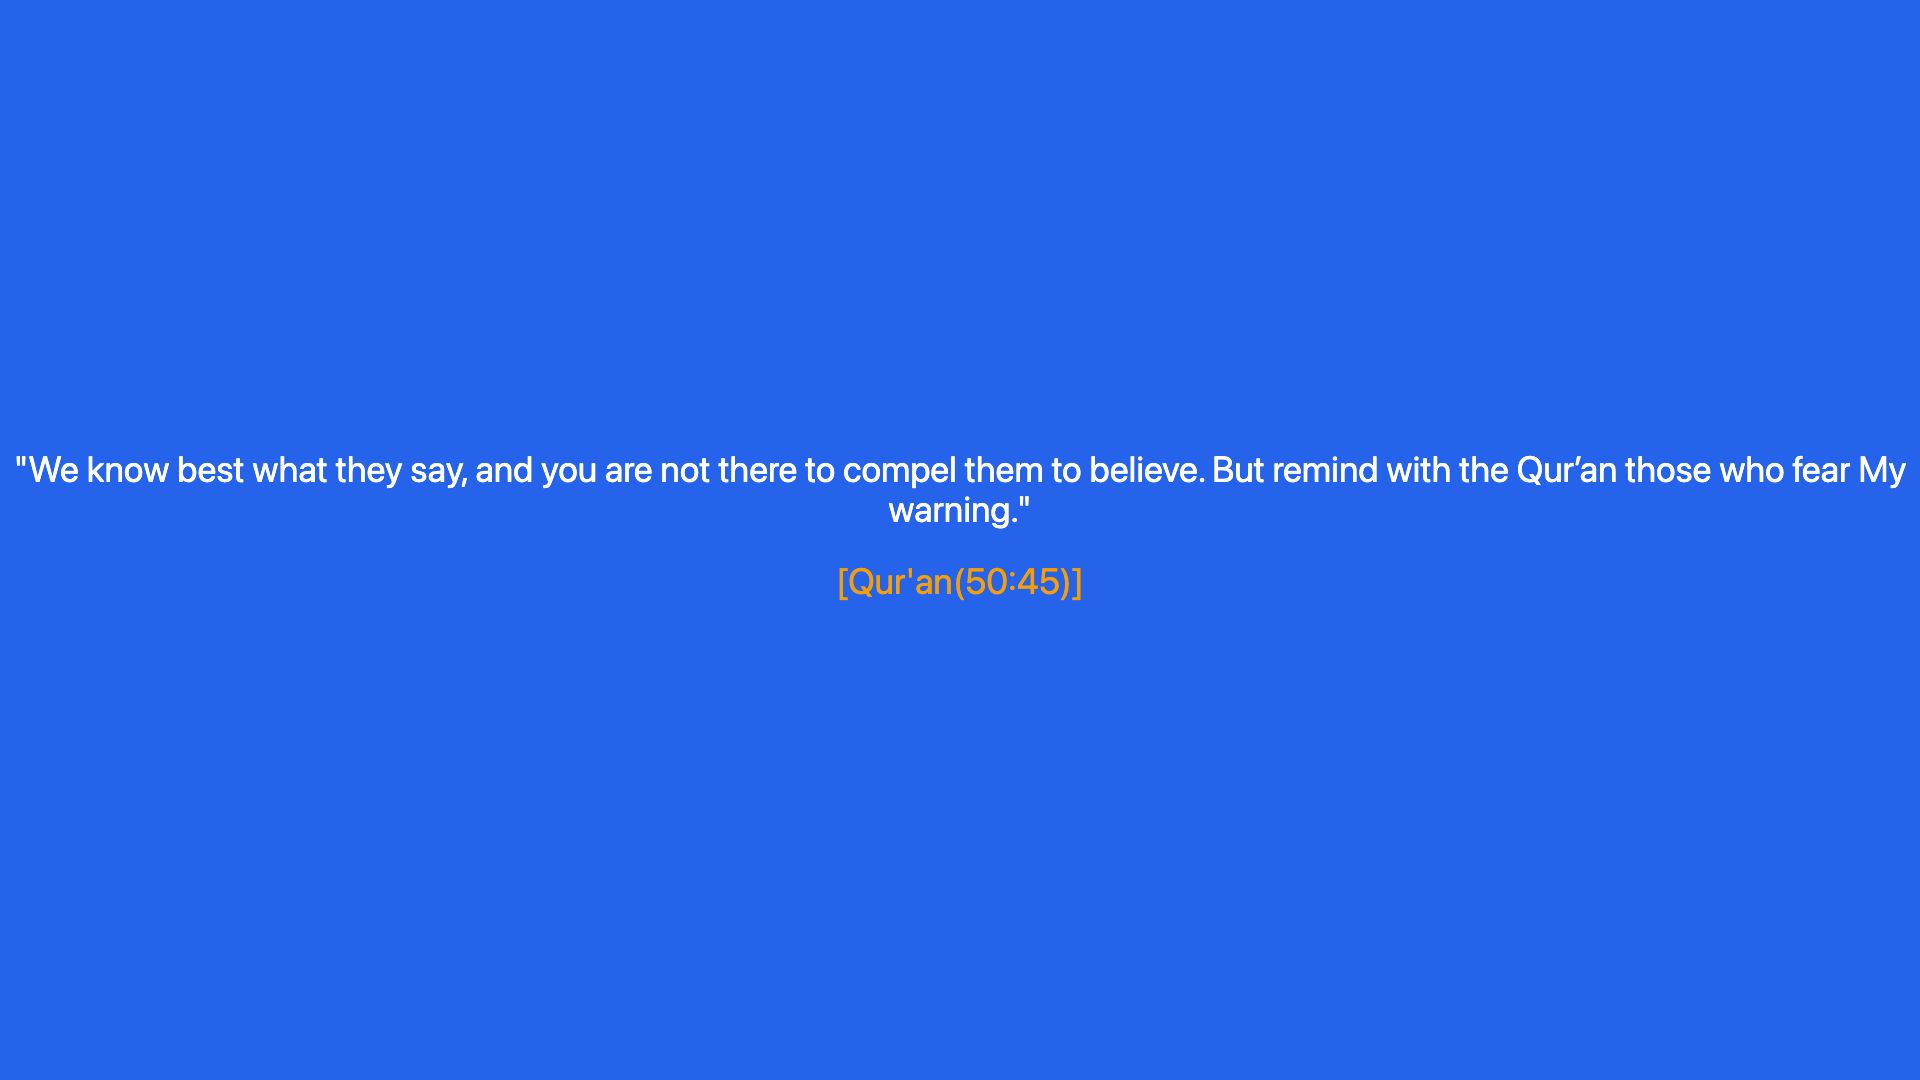 "We know best what they say, and you are not there to compel them to believe. But remind with the Qur’an those who fear My
warning."
[Qur'an(50:45)]